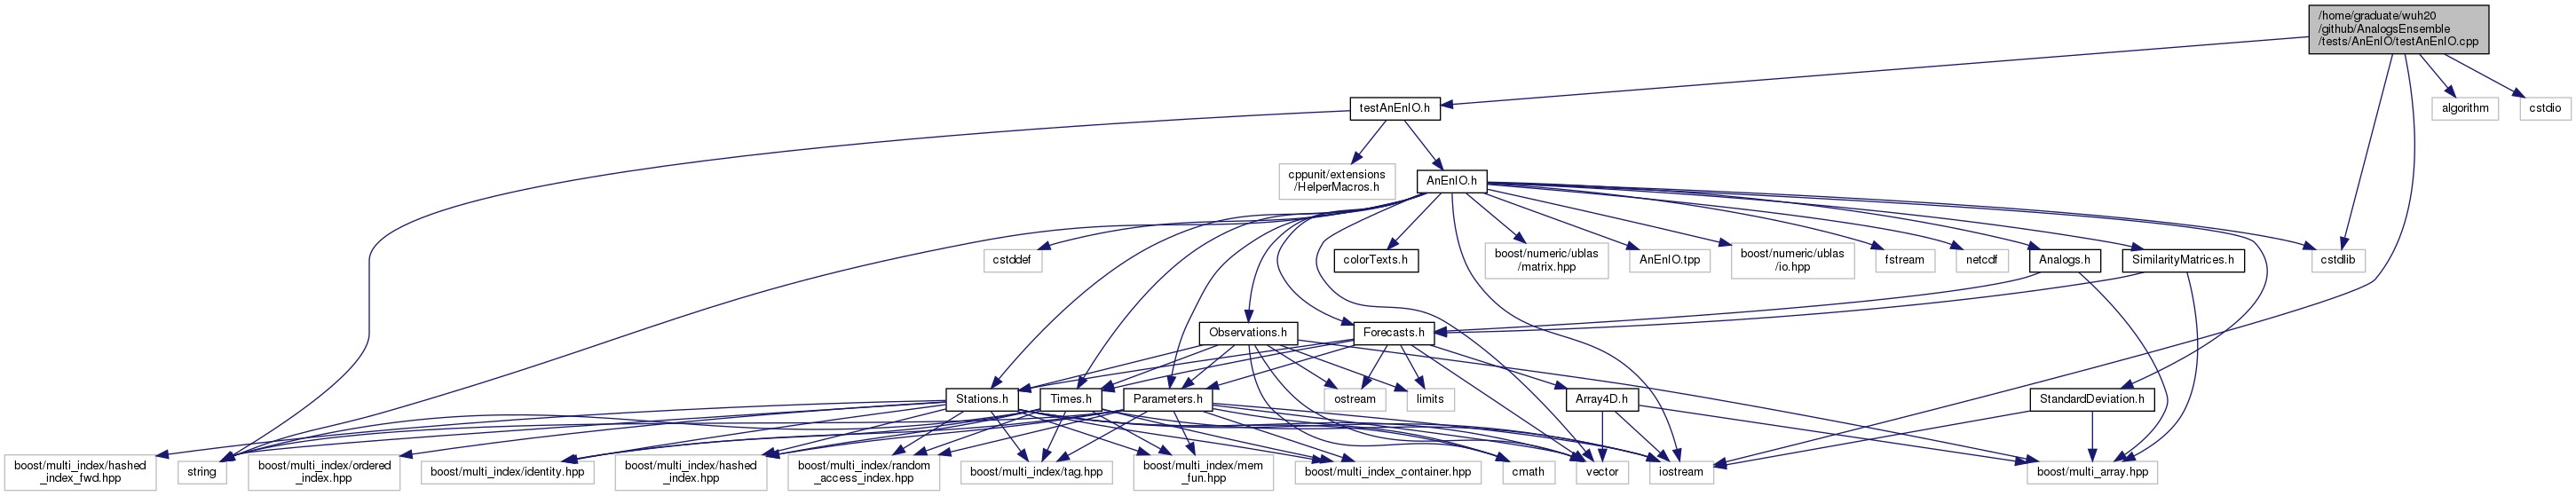 /home/graduate/wuh20
/github/AnalogsEnsemble
/tests/AnEnIO/testAnEnIO.cpp
testAnEnIO.h
algorithm
cstdio
cppunit/extensions
/HelperMacros.h
AnEnIO.h
cstddef
colorTexts.h
boost/numeric/ublas
/matrix.hpp
AnEnIO.tpp
boost/numeric/ublas
/io.hpp
fstream
netcdf
Analogs.h
SimilarityMatrices.h
cstdlib
Observations.h
Forecasts.h
Stations.h
Times.h
Parameters.h
ostream
limits
Array4D.h
StandardDeviation.h
boost/multi_index/hashed
_index_fwd.hpp
string
boost/multi_index/ordered
_index.hpp
boost/multi_index/identity.hpp
boost/multi_index/hashed
_index.hpp
boost/multi_index/random
_access_index.hpp
boost/multi_index/tag.hpp
boost/multi_index/mem
_fun.hpp
boost/multi_index_container.hpp
cmath
vector
iostream
boost/multi_array.hpp